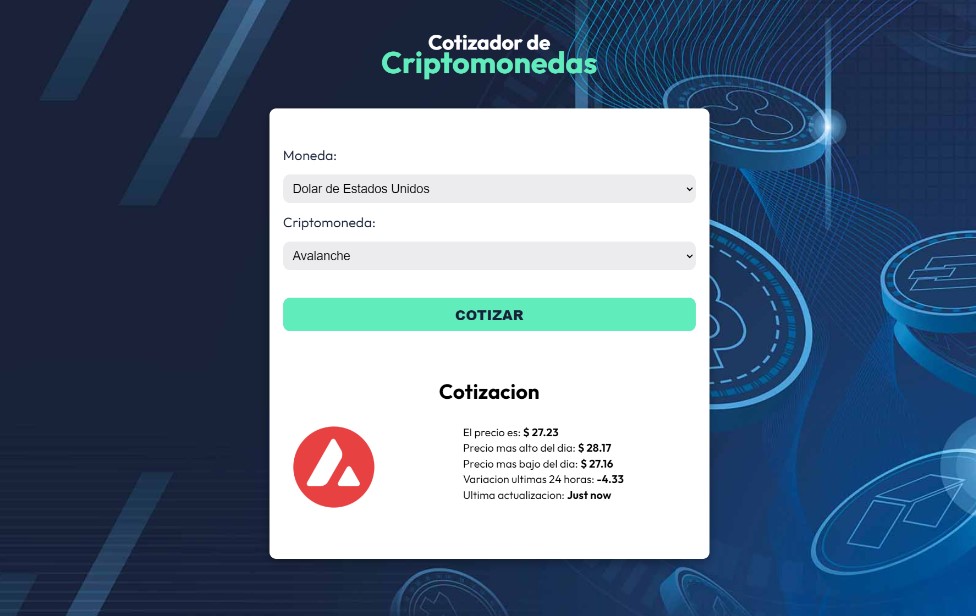 Cotizador de
Criptomonedas
Moneda:
Dolar de Estados Unidos
Criptomoneda:
Avalanche
COTIZAR
Cotizacion
El precio es: $ 27.23
Precio mas alto del dia: $ 28.17
Precio mas bajo del dia: $ 27.16
Variacion ultimas 24 horas: -4.33
Ultima actualizacion: Just now